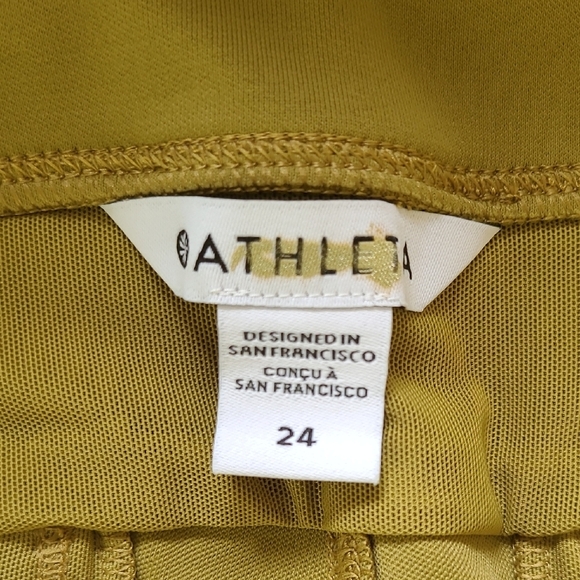 ATHLETA
DESIGNED IN
SAN FRANCISCO
CONÇU À
SAN FRANCISCO
24